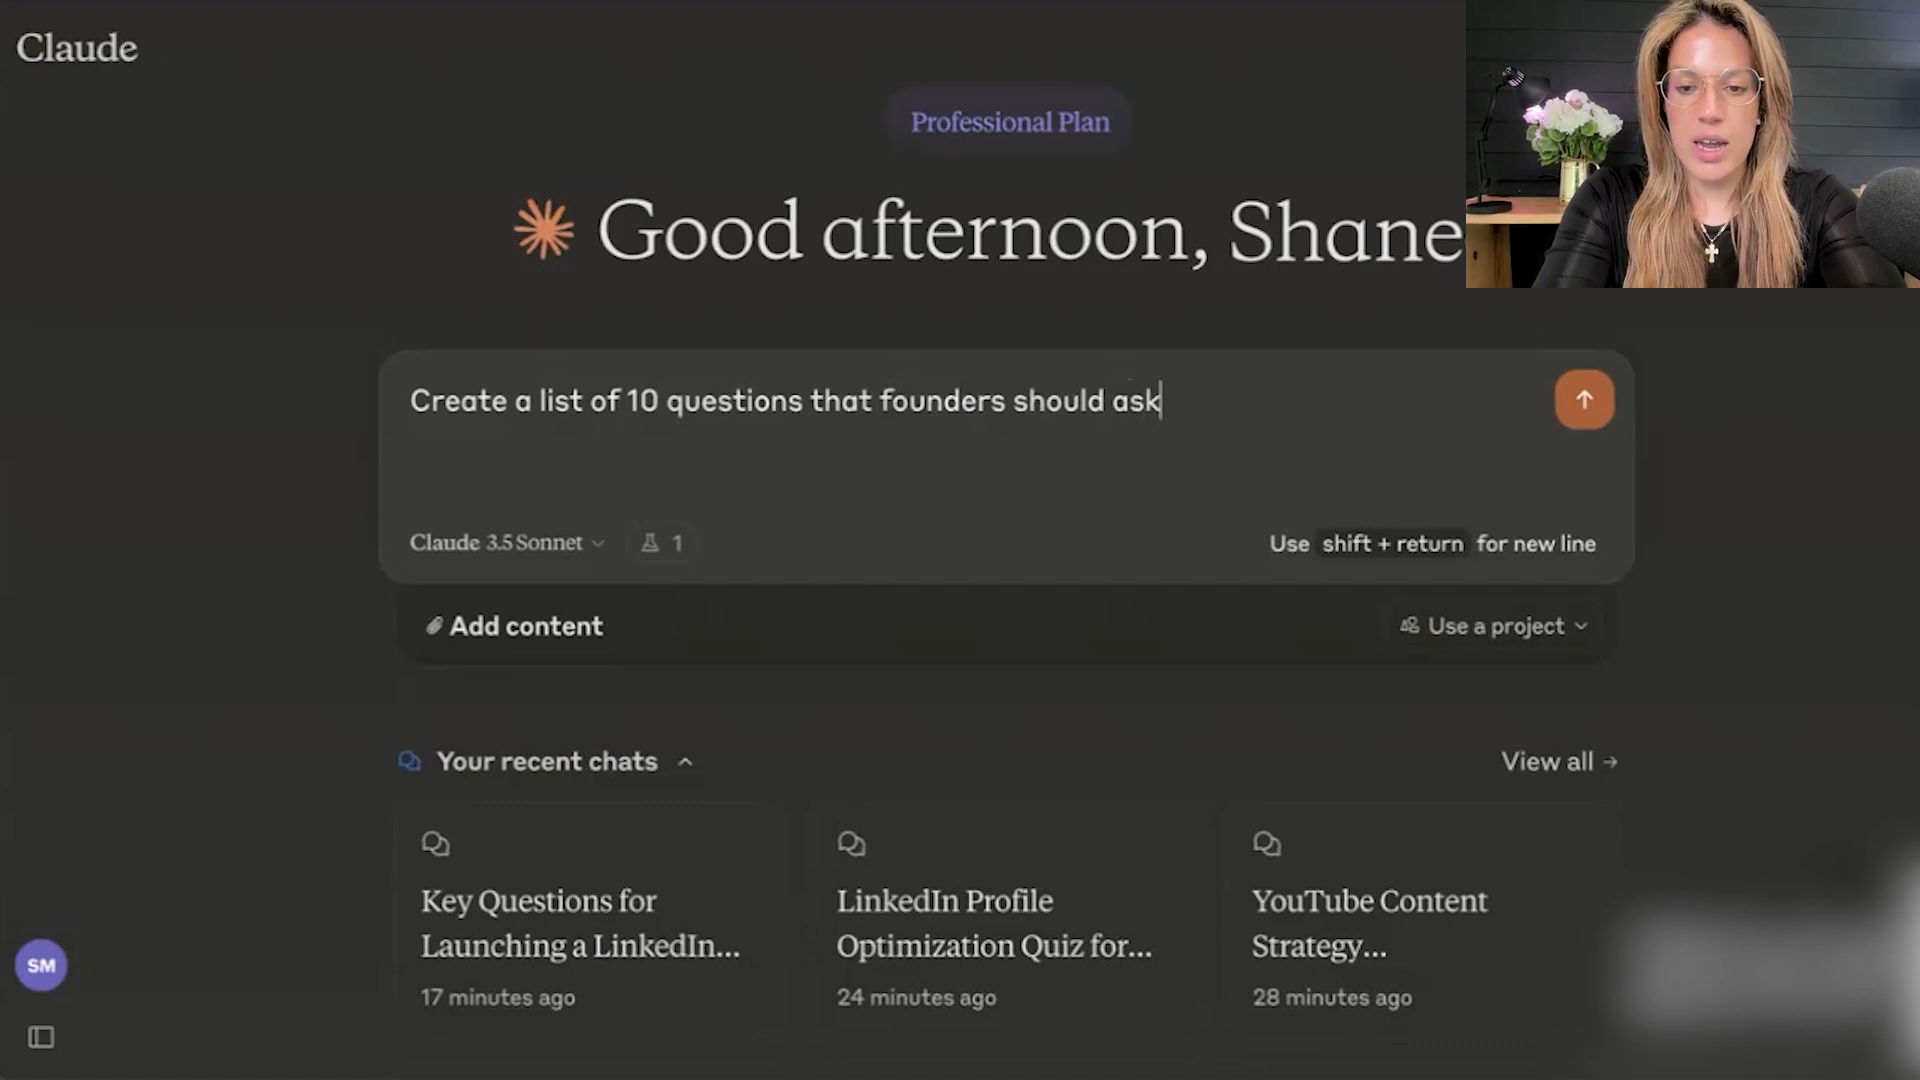 Claude
Professional Plan
Good afternoon, Shane
Create a list of 10 questions that founders should ask
Claude 3.5 Sonnet
1
Use shift + return for new line
Add content
Use a project
Your recent chats
View all →
Key Questions for
Launching a LinkedIn...
17 minutes ago
LinkedIn Profile
Optimization Quiz for...
24 minutes ago
YouTube Content
Strategy...
28 minutes ago
SM